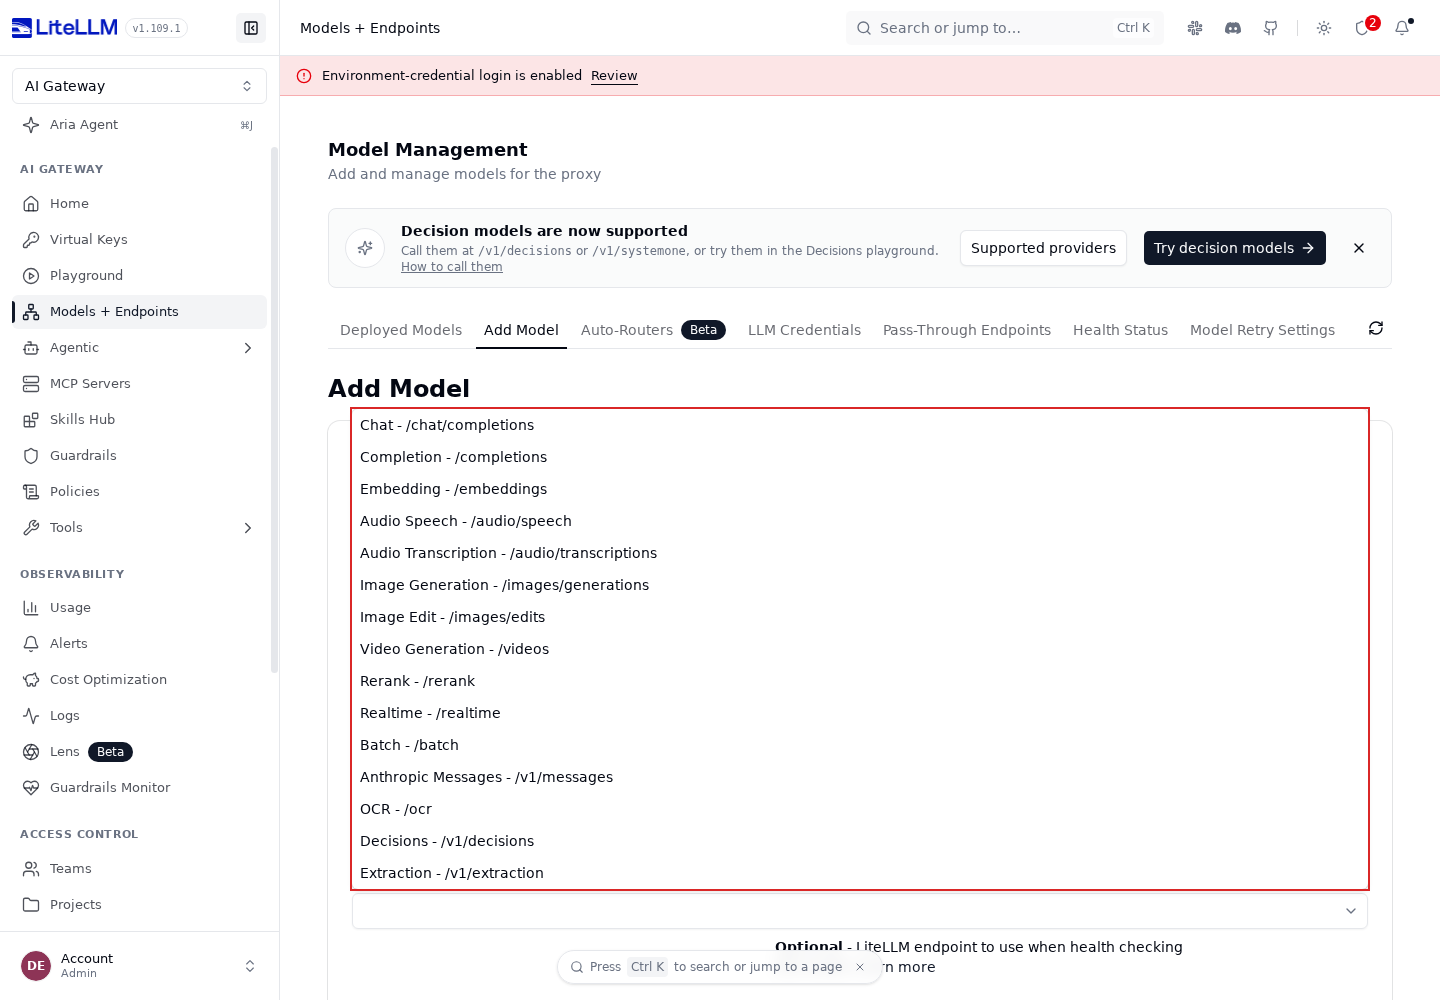 LiteLLM v1.109.1
Models + Endpoints
Search or jump to... Ctrl K
2
Environment-credential login is enabled Review
AI Gateway
Aria Agent ⌘J
AI GATEWAY
Home
Virtual Keys
Playground
Models + Endpoints
Agentic
MCP Servers
Skills Hub
Guardrails
Policies
Tools
OBSERVABILITY
Usage
Alerts
Cost Optimization
Logs
Lens Beta
Guardrails Monitor
ACCESS CONTROL
Teams
Projects
DE Account
Admin
Model Management
Add and manage models for the proxy
Decision models are now supported
Call them at /v1/decisions or /v1/systemone, or try them in the Decisions playground.
How to call them
Supported providers
Try decision models →
Deployed Models Add Model Auto-Routers Beta LLM Credentials Pass-Through Endpoints Health Status Model Retry Settings
Add Model
Chat - /chat/completions
Completion - /completions
Embedding - /embeddings
Audio Speech - /audio/speech
Audio Transcription - /audio/transcriptions
Image Generation - /images/generations
Image Edit - /images/edits
Video Generation - /videos
Rerank - /rerank
Realtime - /realtime
Batch - /batch
Anthropic Messages - /v1/messages
OCR - /ocr
Decisions - /v1/decisions
Extraction - /v1/extraction
Optional - LiteLLM endpoint to use when health checking
more
Press Ctrl K to search or jump to a page